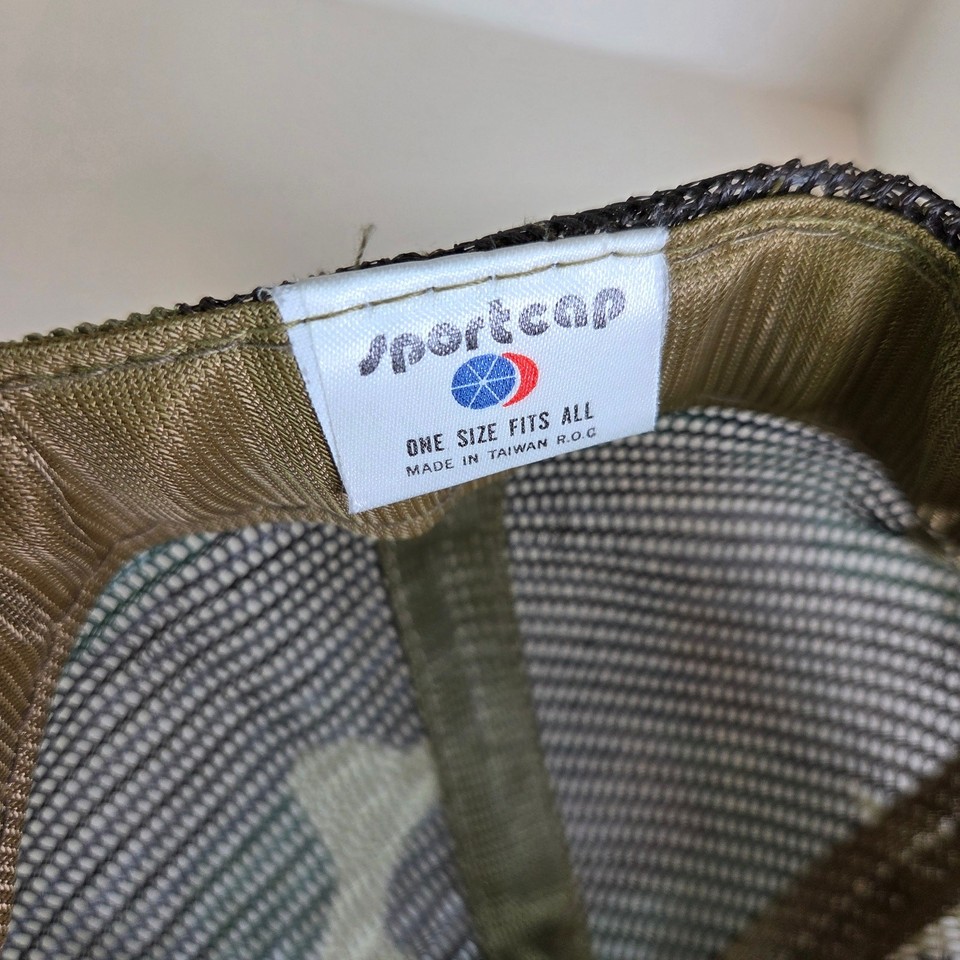 sportcap
ONE SIZE FITS ALL
MADE IN TAIWAN R.O.C